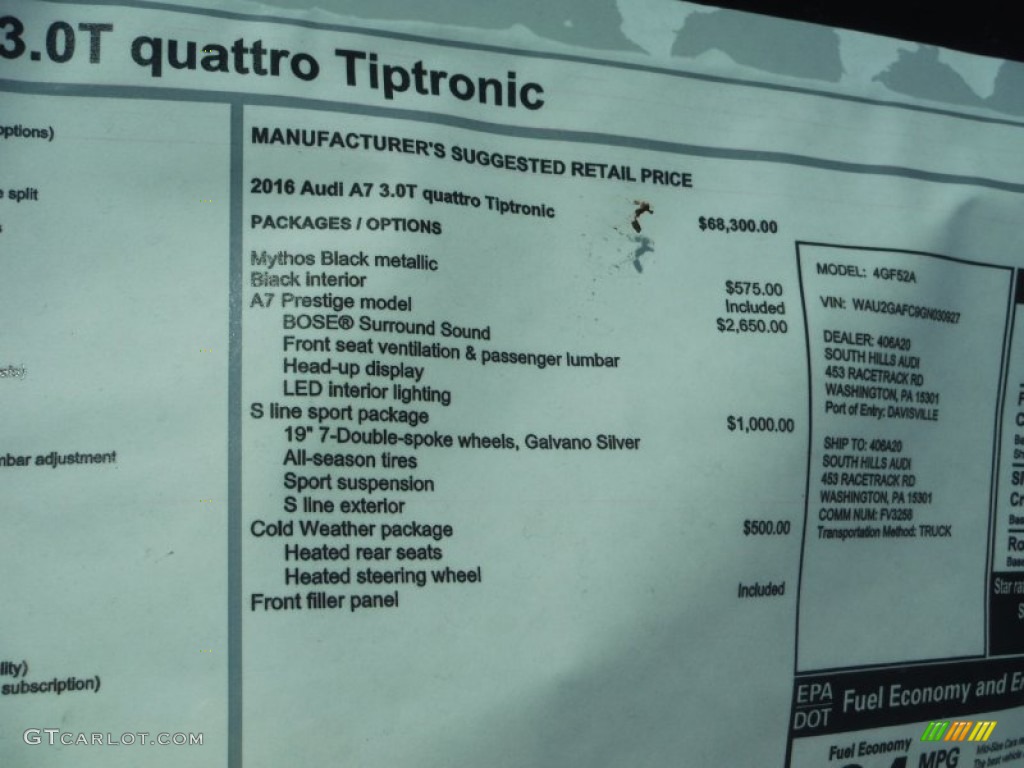 3.0T quattro Tiptronic
options)
split
mbar adjustment
lity)
subscription)
MANUFACTURER'S SUGGESTED RETAIL PRICE
2016 Audi A7 3.0T quattro Tiptronic $68,300.00
PACKAGES / OPTIONS
Mythos Black metallic $575.00
Black interior Included
A7 Prestige model $2,650.00
BOSE® Surround Sound
Front seat ventilation & passenger lumbar
Head-up display
LED interior lighting
S line sport package $1,000.00
19" 7-Double-spoke wheels, Galvano Silver
All-season tires
Sport suspension
S line exterior
Cold Weather package $500.00
Heated rear seats
Heated steering wheel
Front filler panel Included
MODEL: 4GF52A
VIN: WAU2GAFC9GN030927
DEALER: 406A20
SOUTH HILLS AUDI
453 RACETRACK RD
WASHINGTON, PA 15301
Port of Entry: DAVISVILLE
SHIP TO: 406A20
SOUTH HILLS AUDI
453 RACETRACK RD
WASHINGTON, PA 15301
COMM NUM: FV3258
Transportation Method: TRUCK
Star
EPA
DOT
Fuel Economy and
Fuel Economy
MPG
GTCARLOT.COM